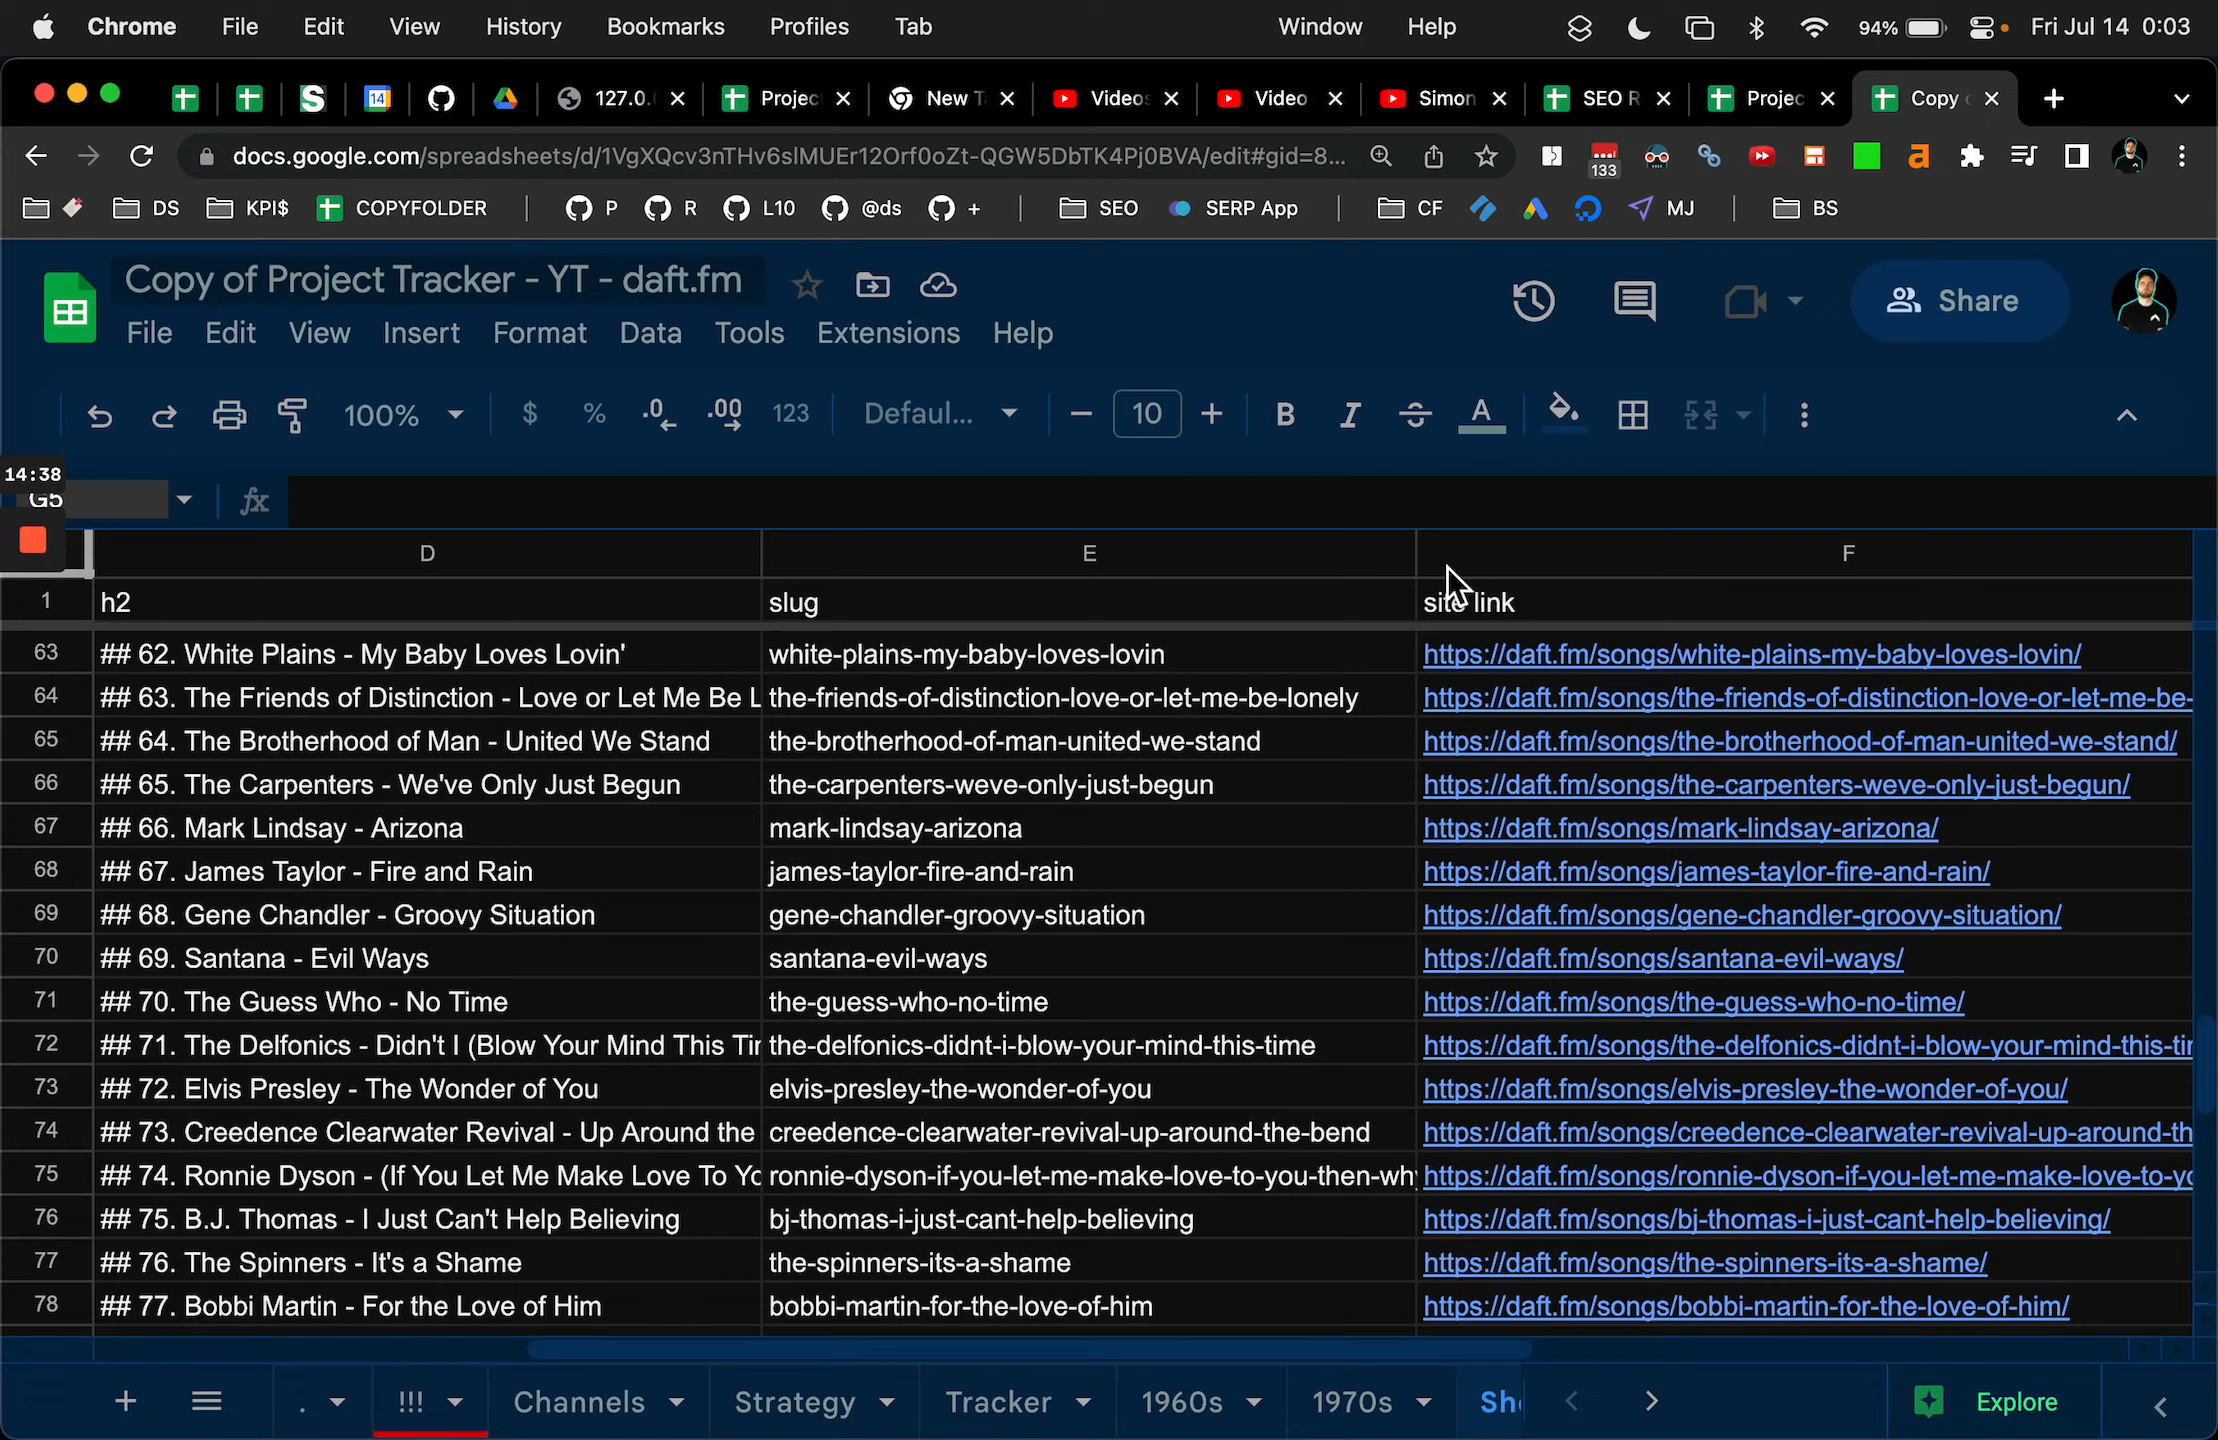 Chrome File Edit View History Bookmarks Profiles Tab Window Help 94% Fri Jul 14 0:03
14 127.0. Projec New T Videos Video Simon SEO R Projec Copy
docs.google.com/spreadsheets/d/1VgXQcv3nTHv6slMUEr12Orf0oZt-QGW5DbTK4Pj0BVA/edit#gid=8... 133
DS KPI$ COPYFOLDER P R L10 @ds + SEO SERP App CF MJ BS
Copy of Project Tracker - YT - daft.fm
Share
File Edit View Insert Format Data Tools Extensions Help
100% $ % .0 .00 123 Defaul... 10 B I S A
14:38
G5 fx
D E F
1 h2 slug site link
63 ## 62. White Plains - My Baby Loves Lovin' white-plains-my-baby-loves-lovin https://daft.fm/songs/white-plains-my-baby-loves-lovin/
64 ## 63. The Friends of Distinction - Love or Let Me Be L the-friends-of-distinction-love-or-let-me-be-lonely https://daft.fm/songs/the-friends-of-distinction-love-or-let-me-be-
65 ## 64. The Brotherhood of Man - United We Stand the-brotherhood-of-man-united-we-stand https://daft.fm/songs/the-brotherhood-of-man-united-we-stand/
66 ## 65. The Carpenters - We've Only Just Begun the-carpenters-weve-only-just-begun https://daft.fm/songs/the-carpenters-weve-only-just-begun/
67 ## 66. Mark Lindsay - Arizona mark-lindsay-arizona https://daft.fm/songs/mark-lindsay-arizona/
68 ## 67. James Taylor - Fire and Rain james-taylor-fire-and-rain https://daft.fm/songs/james-taylor-fire-and-rain/
69 ## 68. Gene Chandler - Groovy Situation gene-chandler-groovy-situation https://daft.fm/songs/gene-chandler-groovy-situation/
70 ## 69. Santana - Evil Ways santana-evil-ways https://daft.fm/songs/santana-evil-ways/
71 ## 70. The Guess Who - No Time the-guess-who-no-time https://daft.fm/songs/the-guess-who-no-time/
72 ## 71. The Delfonics - Didn't I (Blow Your Mind This Tir the-delfonics-didnt-i-blow-your-mind-this-time https://daft.fm/songs/the-delfonics-didnt-i-blow-your-mind-this-tir
73 ## 72. Elvis Presley - The Wonder of You elvis-presley-the-wonder-of-you https://daft.fm/songs/elvis-presley-the-wonder-of-you/
74 ## 73. Creedence Clearwater Revival - Up Around the creedence-clearwater-revival-up-around-the-bend https://daft.fm/songs/creedence-clearwater-revival-up-around-th
75 ## 74. Ronnie Dyson - (If You Let Me Make Love To Yo ronnie-dyson-if-you-let-me-make-love-to-you-then-why https://daft.fm/songs/ronnie-dyson-if-you-let-me-make-love-to-yo
76 ## 75. B.J. Thomas - I Just Can't Help Believing bj-thomas-i-just-cant-help-believing https://daft.fm/songs/bj-thomas-i-just-cant-help-believing/
77 ## 76. The Spinners - It's a Shame the-spinners-its-a-shame https://daft.fm/songs/the-spinners-its-a-shame/
78 ## 77. Bobbi Martin - For the Love of Him bobbi-martin-for-the-love-of-him https://daft.fm/songs/bobbi-martin-for-the-love-of-him/
. !!! Channels Strategy Tracker 1960s 1970s She Explore